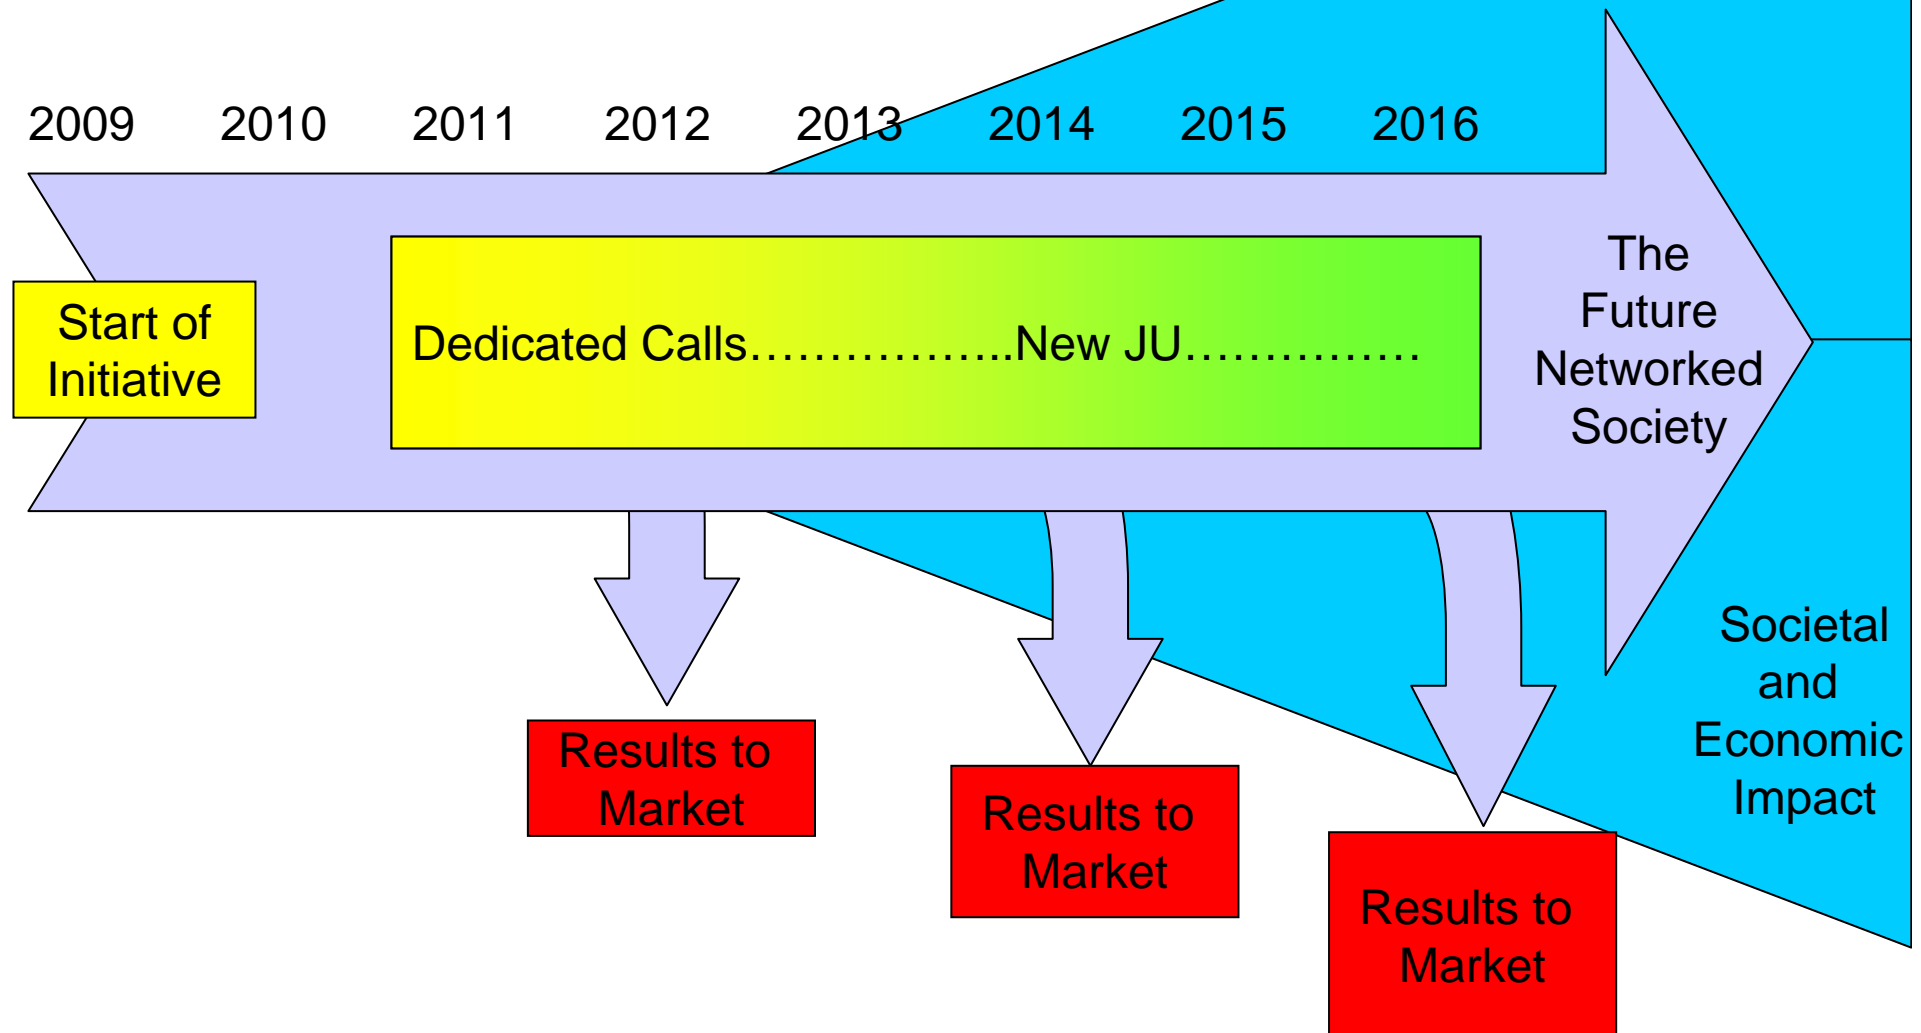 2009 2010 2011 2012 2013 2014 2015 2016
Start of
Initiative
Dedicated Calls………………..New JU……………
The
Future
Networked
Society
Results to
Market
Results to
Market
Results to
Market
Societal
and
Economic
Impact